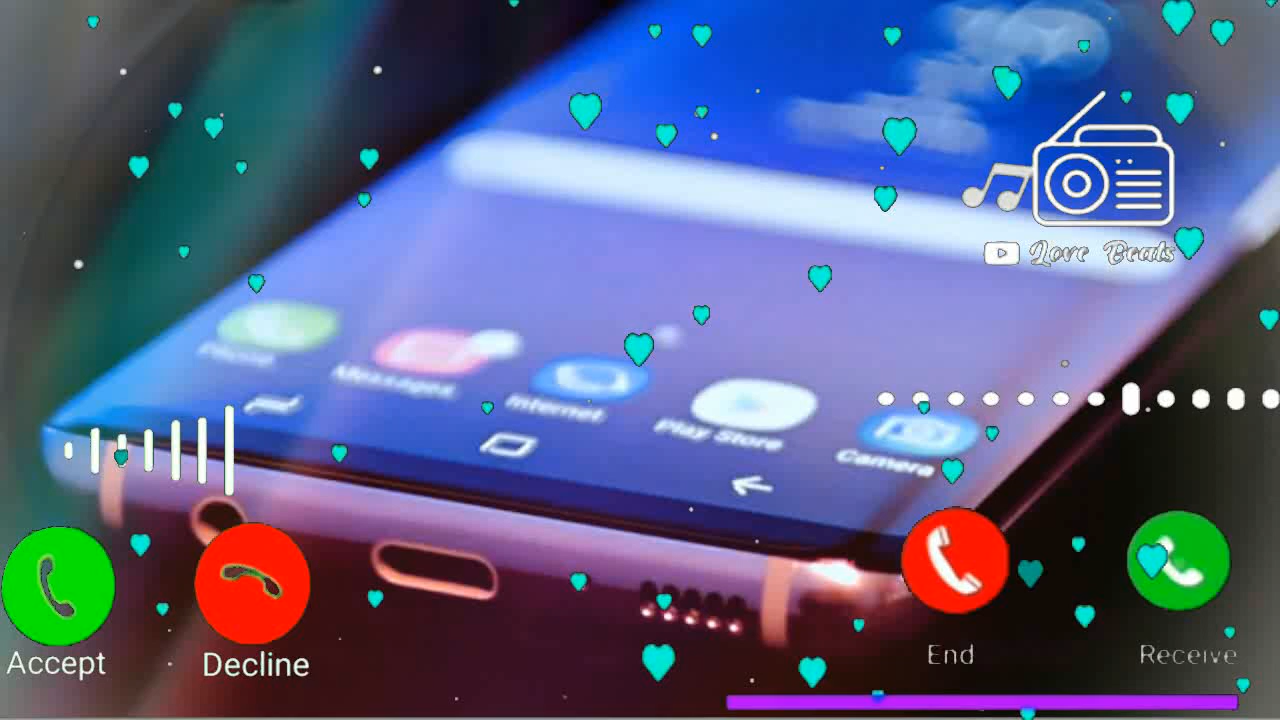 Love Beats
Phone
Messages
Internet
Play Store
Camera
Accept
Decline
End
Receive